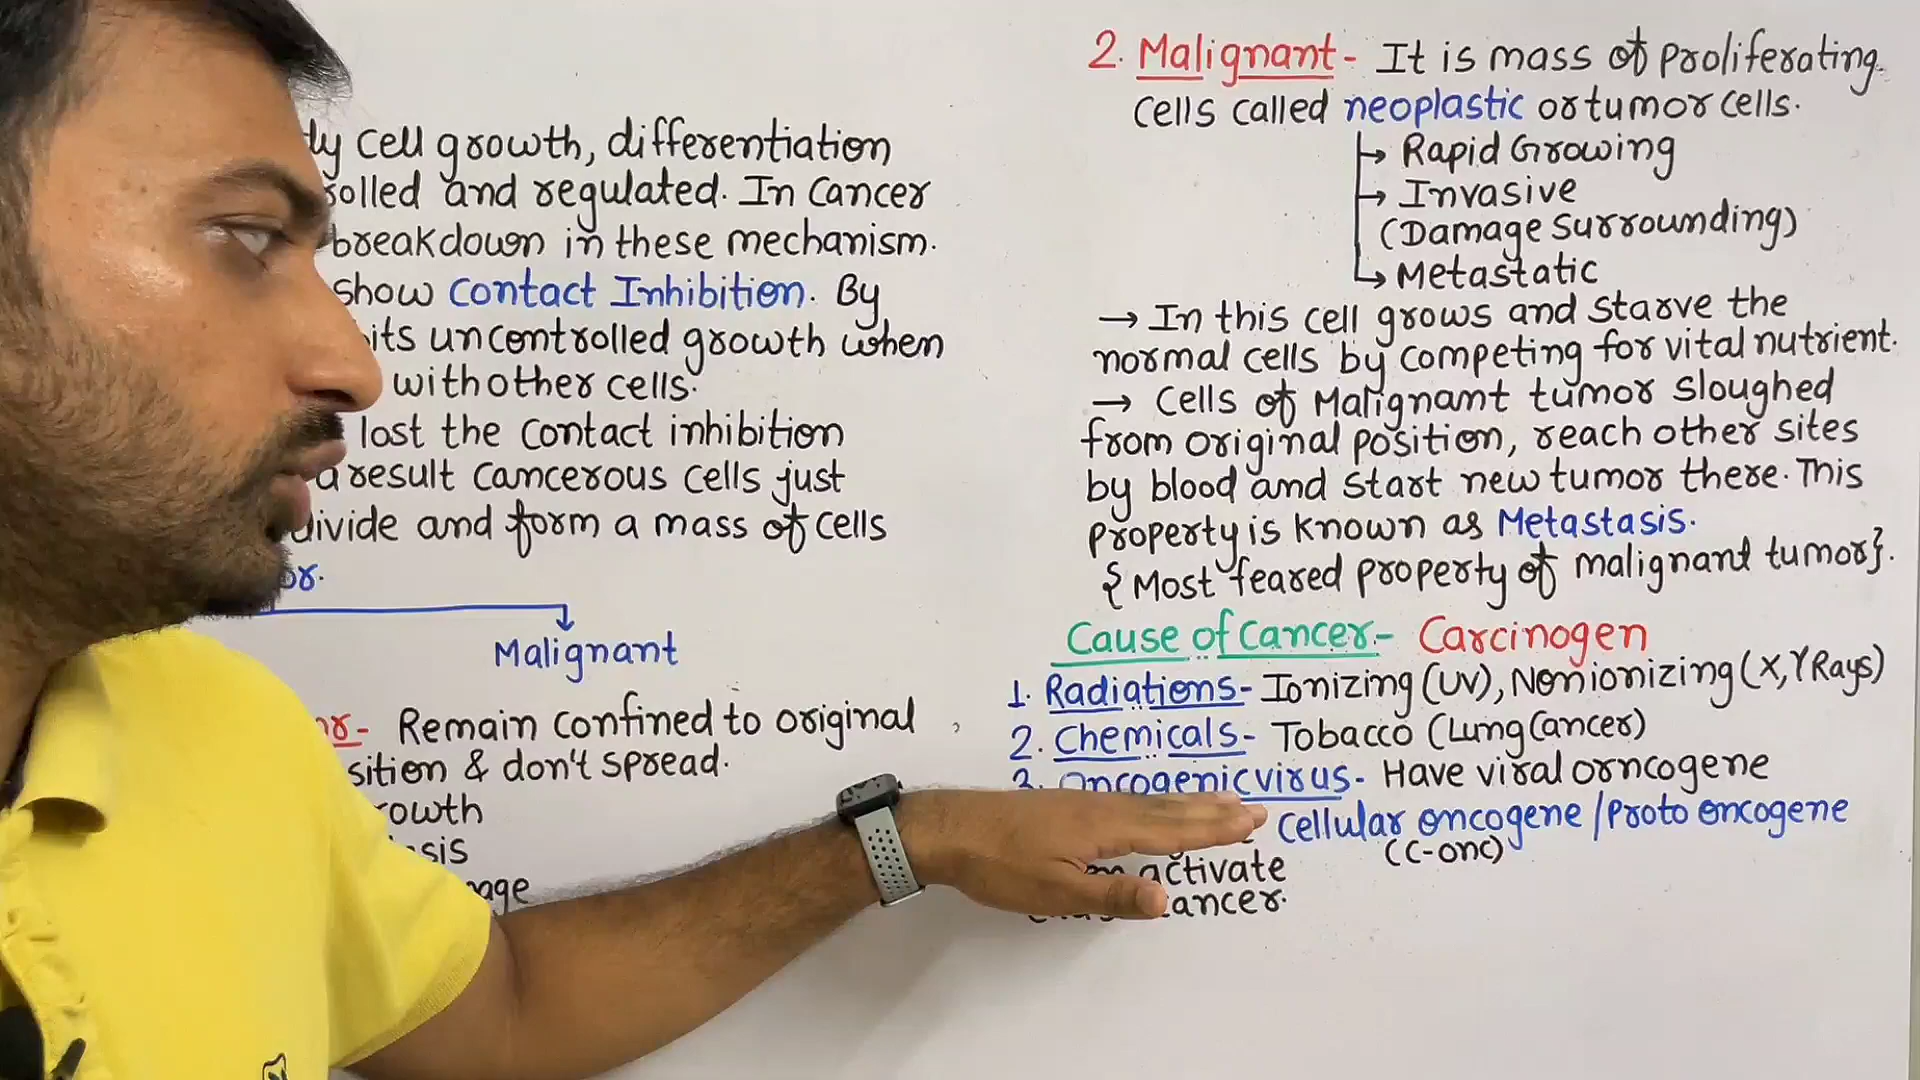 cell growth, differentiation
and regulated. In Cancer
breakdown in these mechanism.
show Contact Inhibition. By
its uncontrolled growth when
with other cells.
lost the Contact inhibition
a result Cancerous cells just
divide and form a mass of cells
Malignant
Remain confined to original
& don't spread.
2. Malignant - It is mass of proliferating
cells called neoplastic or tumor cells.
→ Rapid Growing
→ Invasive
(Damage Surrounding)
→ Metastatic
→ In this cell grows and starve the
normal cells by competing for vital nutrient.
→ Cells of Malignant tumor sloughed
from original position, reach other sites
by blood and start new tumor there. This
property is known as Metastasis.
{Most feared property of malignant tumor}.
Cause of Cancer:- Carcinogen
1. Radiations- Ionizing (UV), Nonionizing (X, γ Rays)
2. Chemicals- Tobacco (Lung Cancer)
3. Oncogenic virus- Have viral orncogene
Cellular oncogene / Proto oncogene
(C-onc)
activate
cancer.